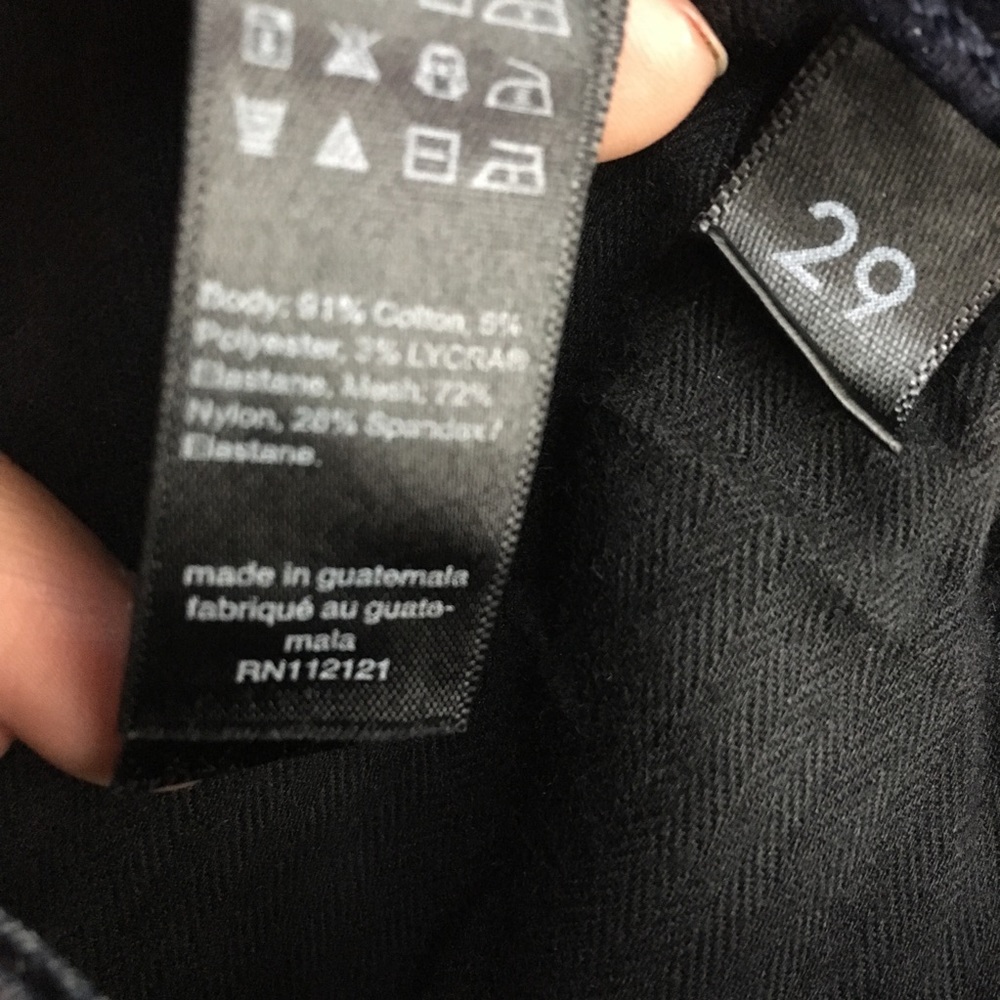 Body: 91% Cotton, 5%
Polyester, 3% LYCRA®
Elastane, Mesh: 72%
Nylon, 28% Spandex/
Elastane.
made in guatemala
fabriqué au guate-
mala
RN112121
29